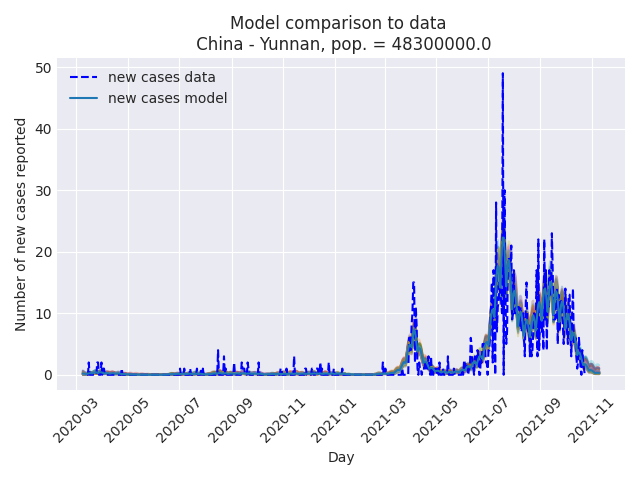 Model comparison to data
China - Yunnan, pop. = 48300000.0
new cases data
new cases model
Number of new cases reported
50
40
30
20
10
0
2020-03
2020-05
2020-07
2020-09
2020-11
2021-01
2021-03
2021-05
2021-07
2021-09
2021-11
Day